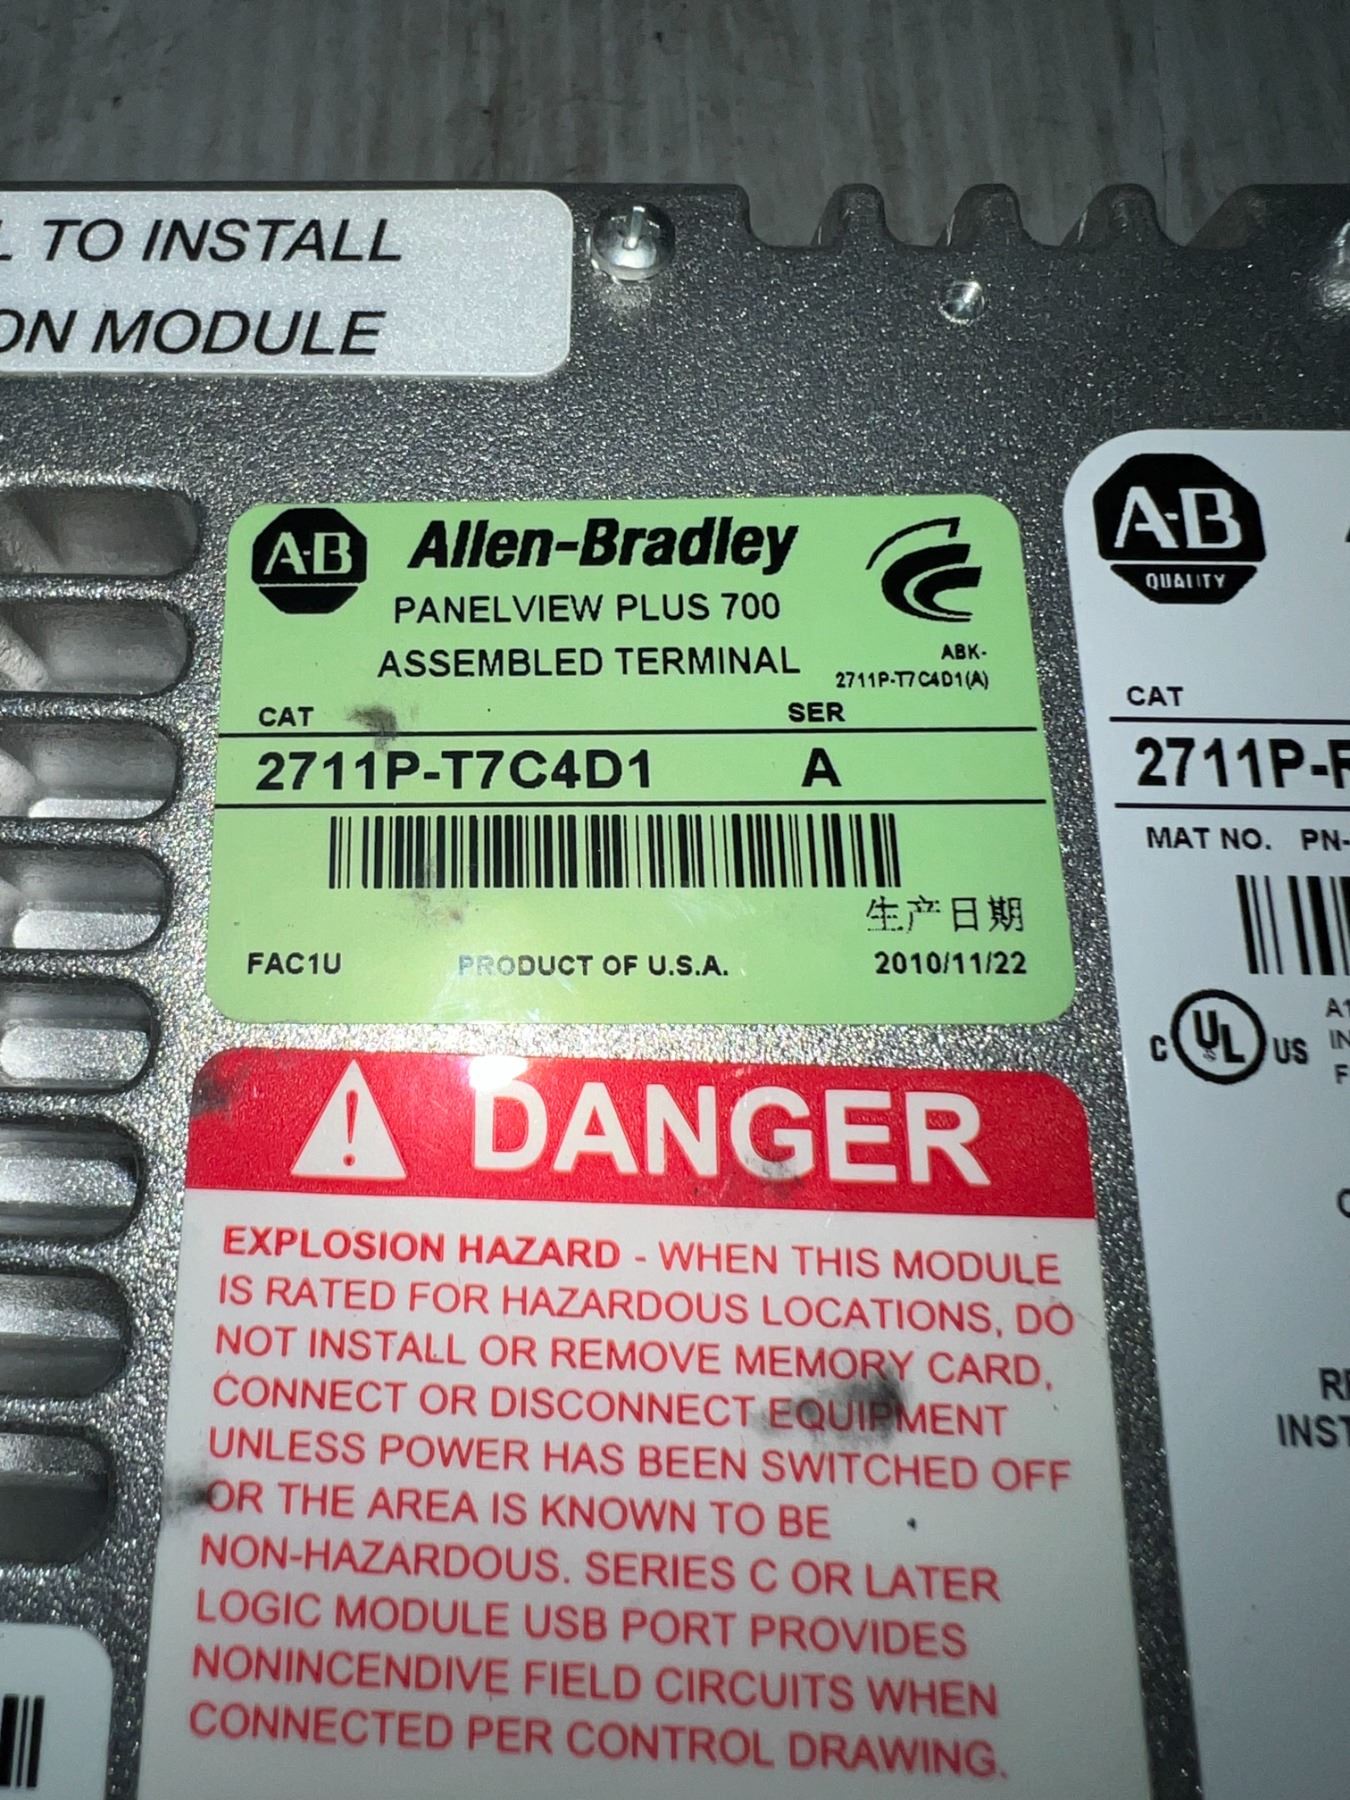 TO INSTALL
MODULE
A-B
Allen-Bradley
PANELVIEW PLUS 700
ASSEMBLED TERMINAL
ABK-
2711P-T7C4D1(A)
CAT SER
2711P-T7C4D1 A
生产日期
FAC1U PRODUCT OF U.S.A. 2010/11/22
DANGER
EXPLOSION HAZARD - WHEN THIS MODULE
IS RATED FOR HAZARDOUS LOCATIONS, DO
NOT INSTALL OR REMOVE MEMORY CARD,
CONNECT OR DISCONNECT EQUIPMENT
UNLESS POWER HAS BEEN SWITCHED OFF
OR THE AREA IS KNOWN TO BE
NON-HAZARDOUS. SERIES C OR LATER
LOGIC MODULE USB PORT PROVIDES
NONINCENDIVE FIELD CIRCUITS WHEN
CONNECTED PER CONTROL DRAWING.
A-B
QUALITY
CAT
2711P-
MAT NO. PN-
C UL US